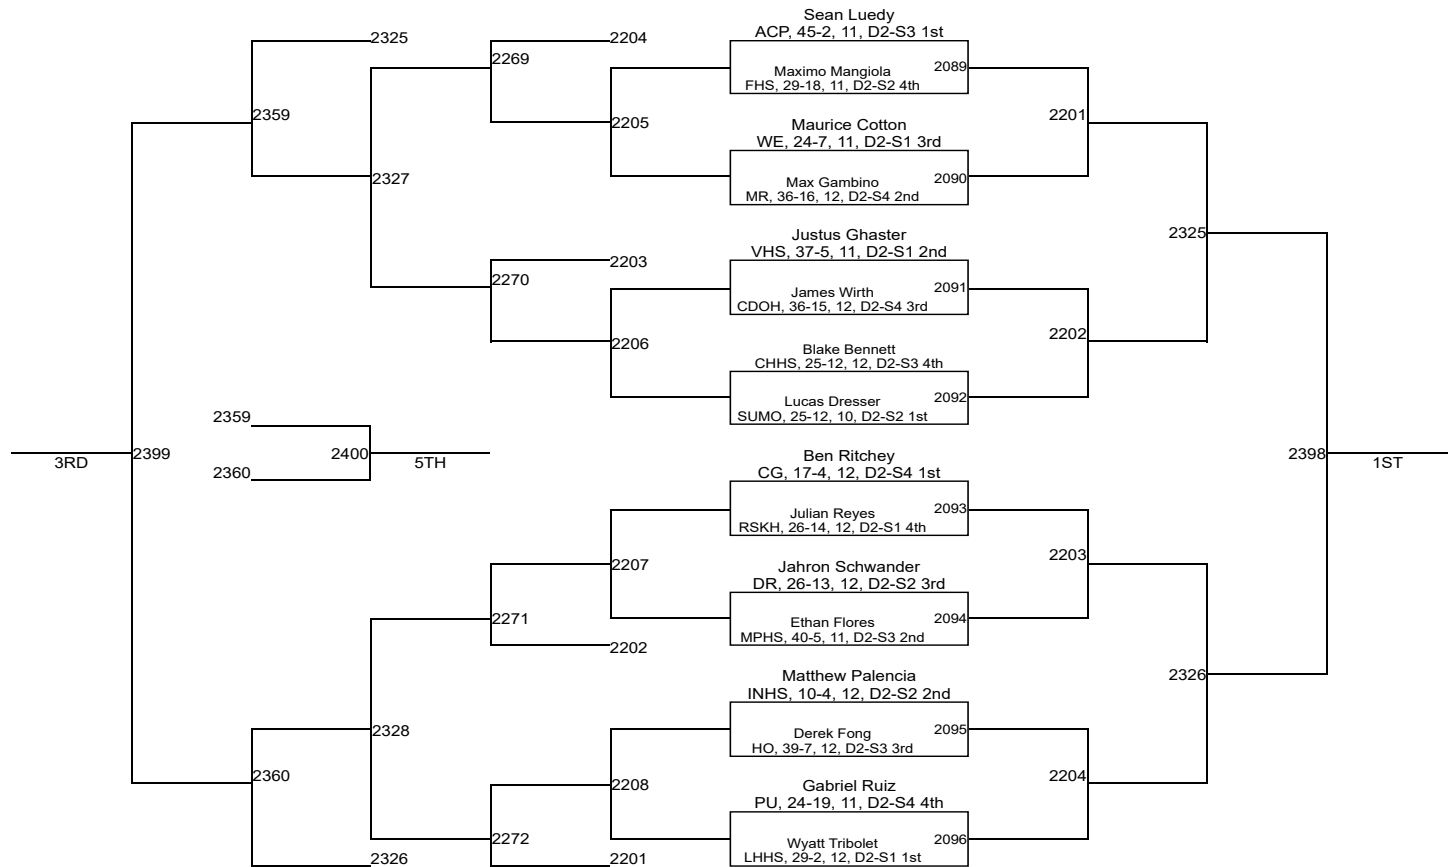 Sean Luedy
ACP, 45-2, 11, D2-S3 1st
2325
2204
2269
2089
Maximo Mangiola
FHS, 29-18, 11, D2-S2 4th
2359
2205
2201
Maurice Cotton
WE, 24-7, 11, D2-S1 3rd
2327
Max Gambino
2090
MR, 36-16, 12, D2-S4 2nd
Justus Ghaster
2325
VHS, 37-5, 11, D2-S1 2nd
2203
2270
James Wirth
2091
CDOH, 36-15, 12, D2-S4 3rd
2206
2202
Blake Bennett
CHHS, 25-12, 12, D2-S3 4th
Lucas Dresser
2092
SUMO, 25-12, 10, D2-S2 1st
2359
2399
2400
2398
3RD
5TH
1ST
2360
Ben Ritchey
CG, 17-4, 12, D2-S4 1st
Julian Reyes
2093
RSKH, 26-14, 12, D2-S1 4th
2207
2203
Jahron Schwander
DR, 26-13, 12, D2-S2 3rd
2271
Ethan Flores
2094
MPHS, 40-5, 11, D2-S3 2nd
2202
Matthew Palencia
2326
INHS, 10-4, 12, D2-S2 2nd
2328
Derek Fong
2095
HO, 39-7, 12, D2-S3 3rd
2360
2208
2204
Gabriel Ruiz
PU, 24-19, 11, D2-S4 4th
2272
Wyatt Tribolet
2096
LHHS, 29-2, 12, D2-S1 1st
2326
2201